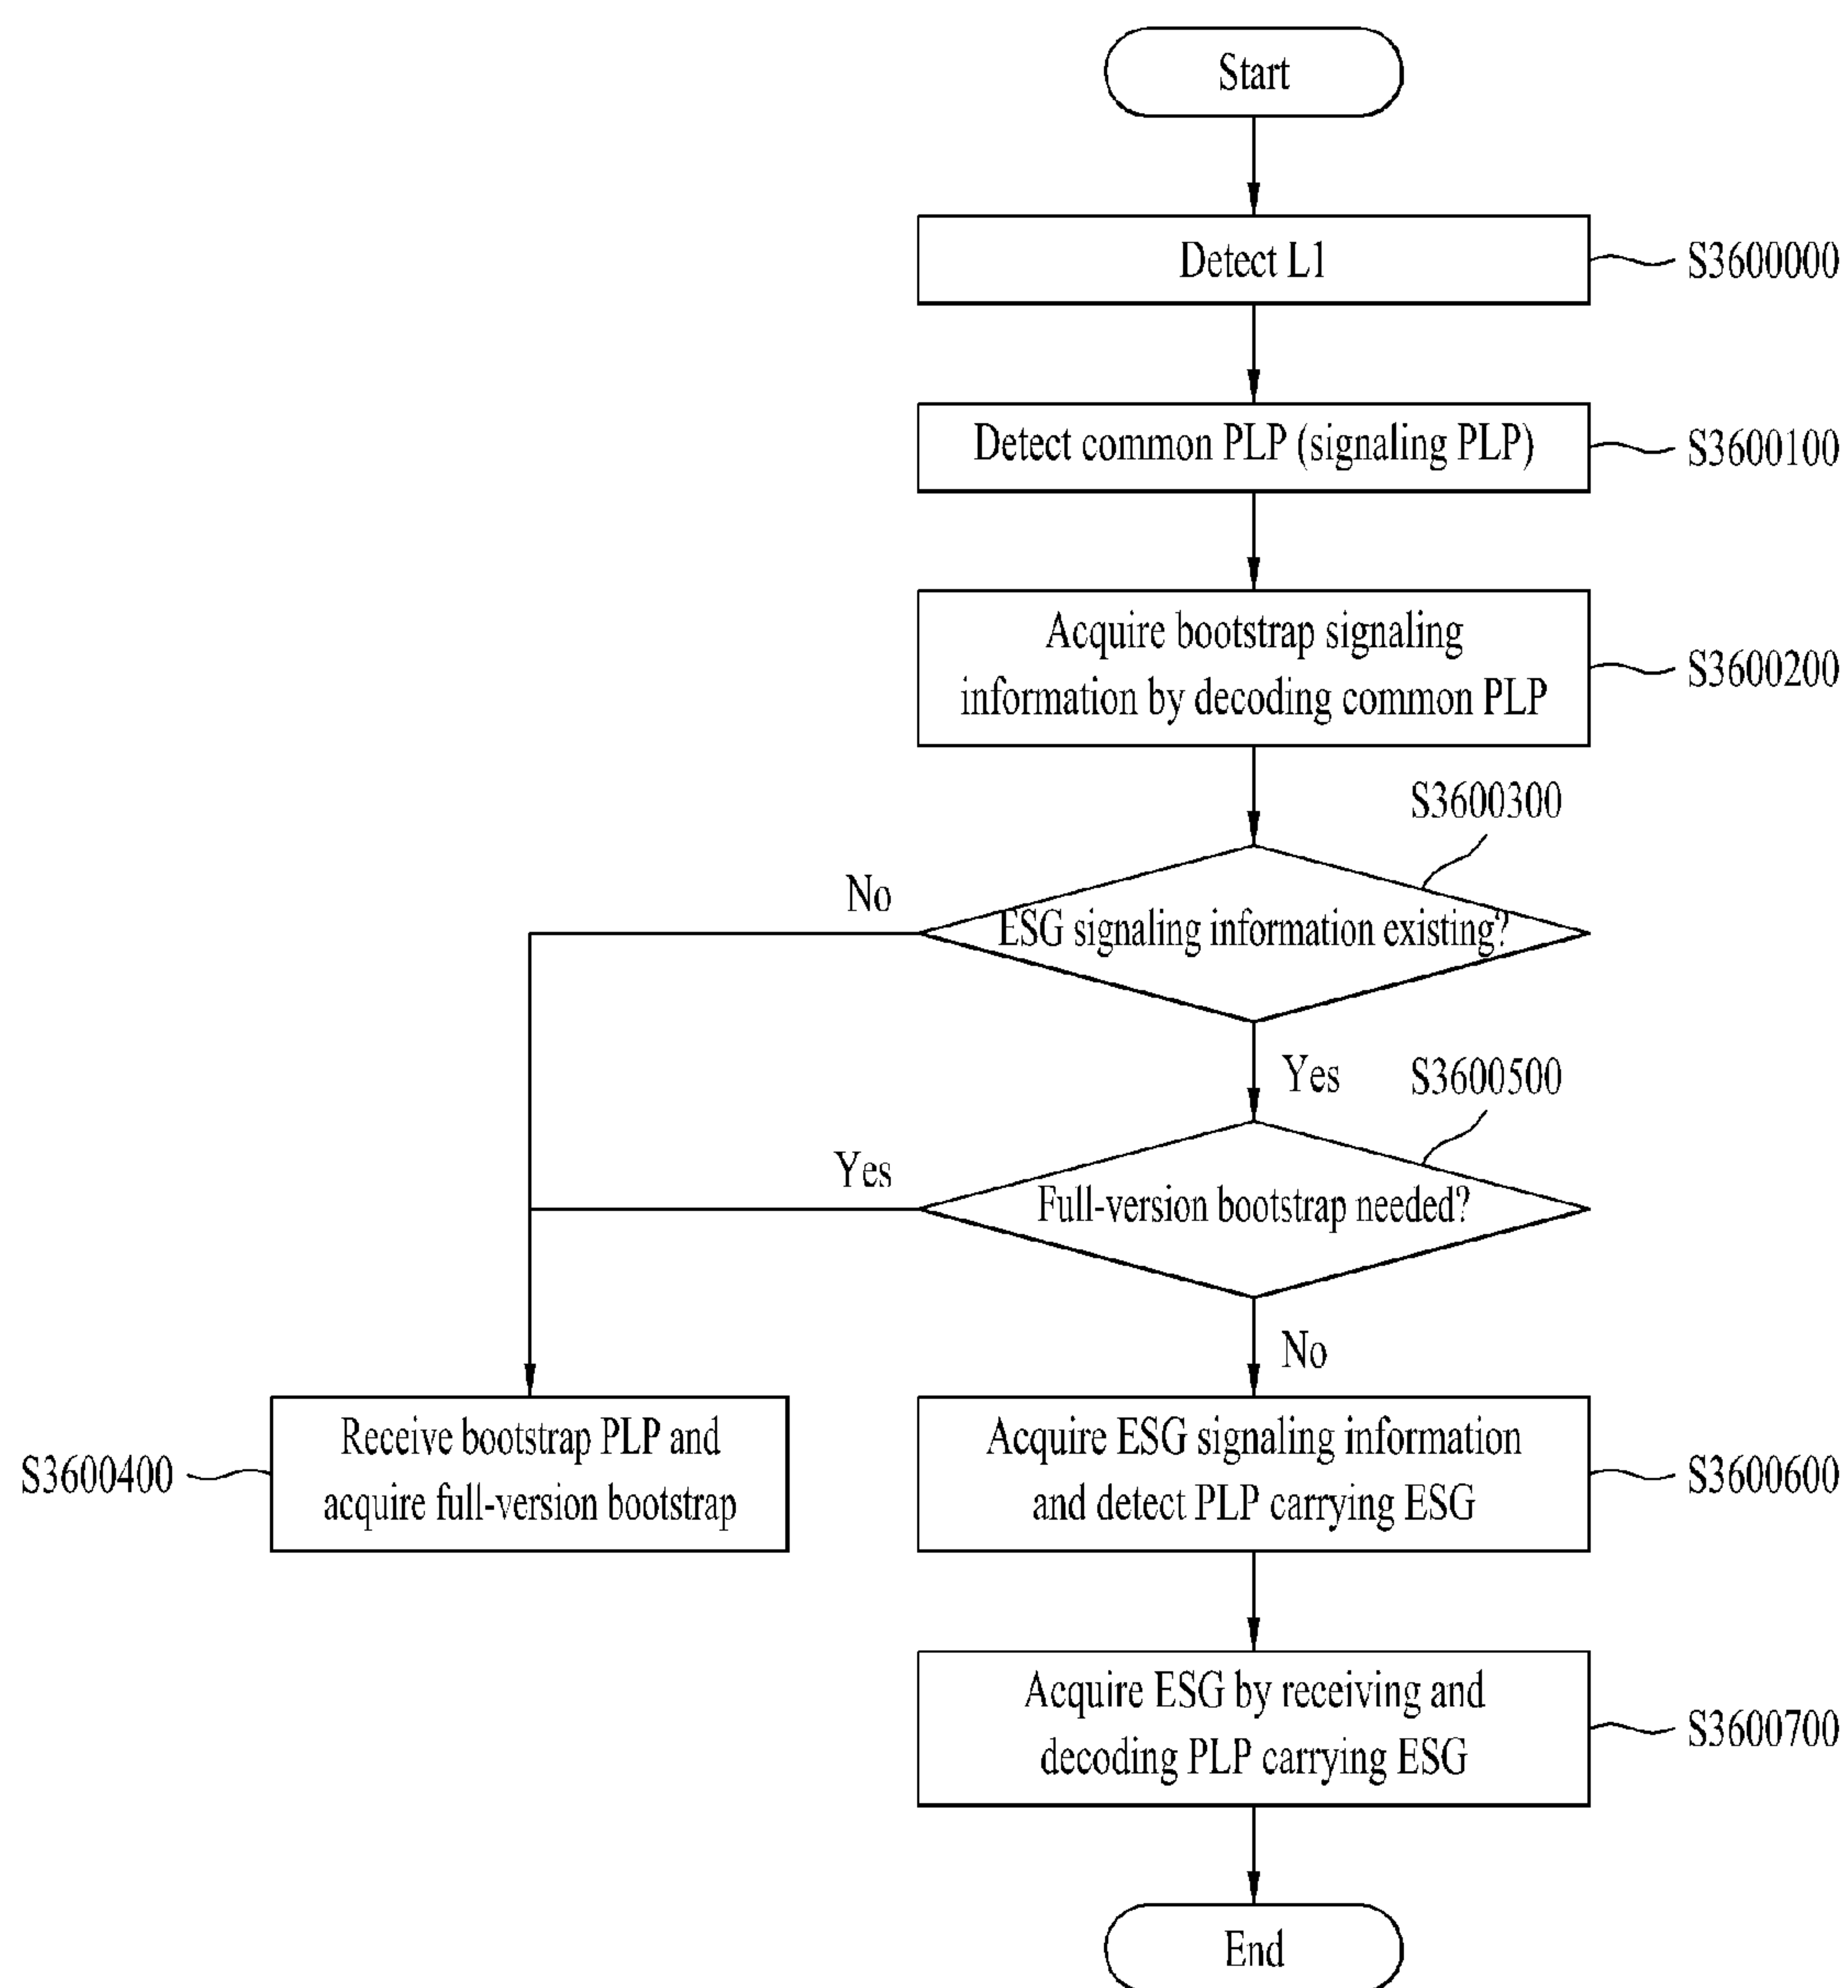 Start
Detect L1
S3600000
Detect common PLP (signaling PLP)
S3600100
Acquire bootstrap signaling
information by decoding common PLP
S3600200
S3600300
No
ESG signaling information existing?
Yes
S3600500
Yes
Full-version bootstrap needed?
No
S3600400
Receive bootstrap PLP and
acquire full-version bootstrap
Acquire ESG signaling information
and detect PLP carrying ESG
S3600600
Acquire ESG by receiving and
decoding PLP carrying ESG
S3600700
End